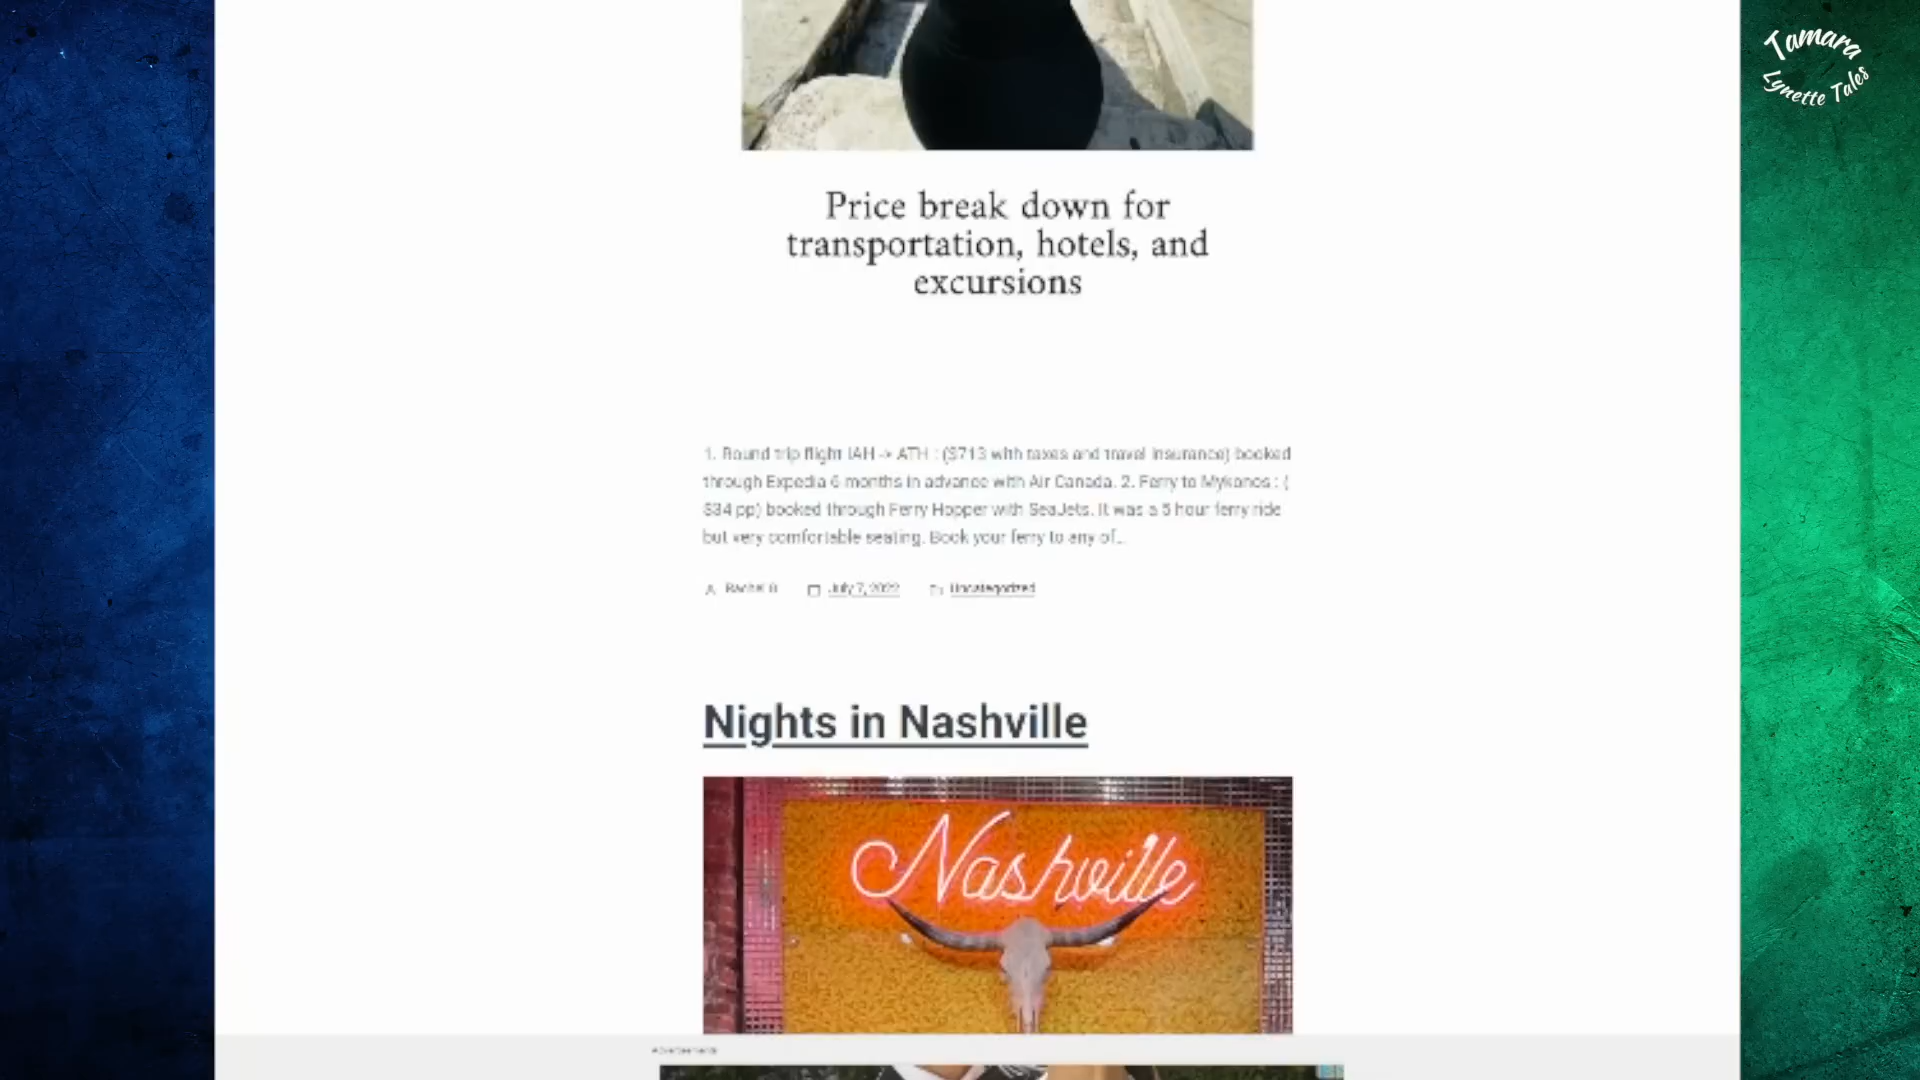 Tamara
Lynette Tales
Price break down for
transportation, hotels, and
excursions
1. Round trip flight IAH -> ATH : ($713 with taxes and travel insurance) booked
through Expedia 6 months in advance with Air Canada. 2. Ferry to Mykonos : (
$34 pp) booked through Ferry Hopper with SeaJets. It was a 5 hour ferry ride
but very comfortable seating. Book your ferry to any of…
July 7, 2022 Uncategorized
Nights in Nashville
Nashville
Advertisements